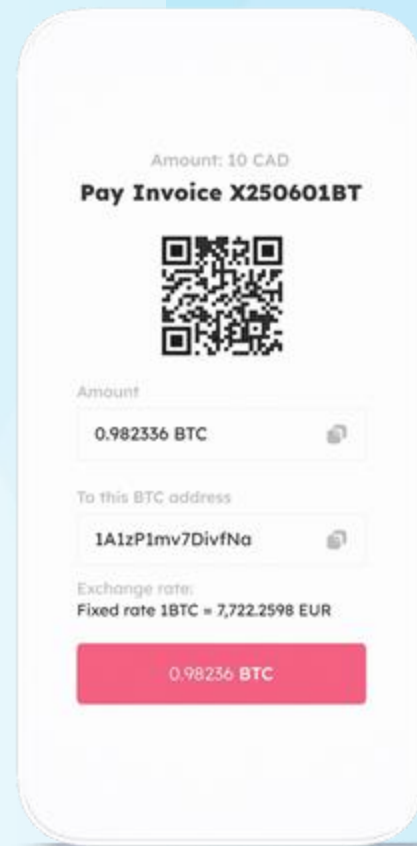 Amount: 10 CAD
Pay Invoice X250601BT
Amount
0.982336 BTC
To this BTC address
1A1zP1mv7DivfNa
Exchange rate:
Fixed rate 1BTC = 7,722.2598 EUR
0.98236 BTC